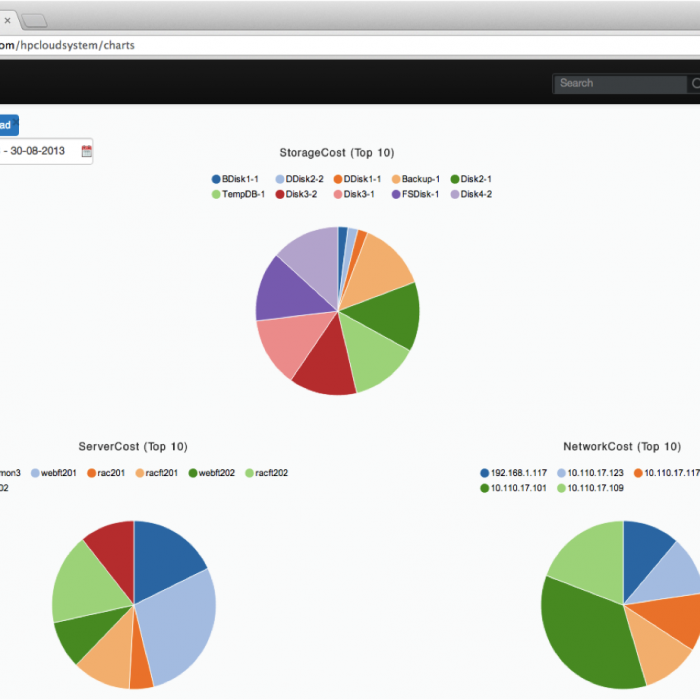 ×
om/hpcloudsystem/charts
Search
ad
- 30-08-2013
StorageCost (Top 10)
BDisk1-1 DDisk2-2 DDisk1-1 Backup-1 Disk2-1
TempDB-1 Disk3-2 Disk3-1 FSDisk-1 Disk4-2
ServerCost (Top 10)
mon3 webft201 rac201 racft201 webft202 racft202
02
NetworkCost (Top 10)
192.168.1.117 10.110.17.123 10.110.17.117
10.110.17.101 10.110.17.109